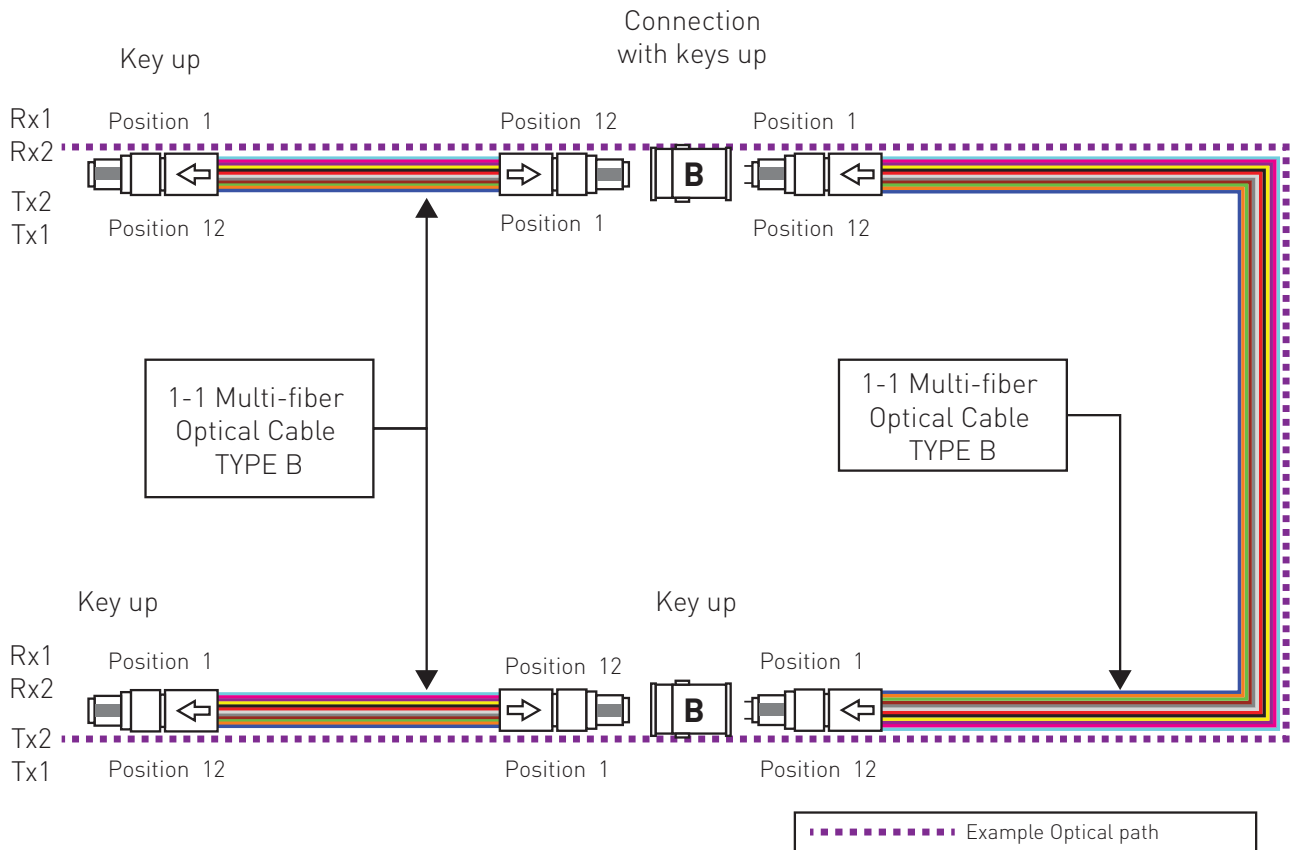 Connection
with keys up
Key up
Rx1
Position 1
Position 12
Position 1
Rx2
B
Tx2
Tx1
Position 12
Position 1
Position 12
1-1 Multi-fiber
Optical Cable
TYPE B
1-1 Multi-fiber
Optical Cable
TYPE B
Key up
Key up
Rx1
Position 1
Position 12
Position 1
Rx2
B
Tx2
Tx1
Position 12
Position 1
Position 12
Example Optical path